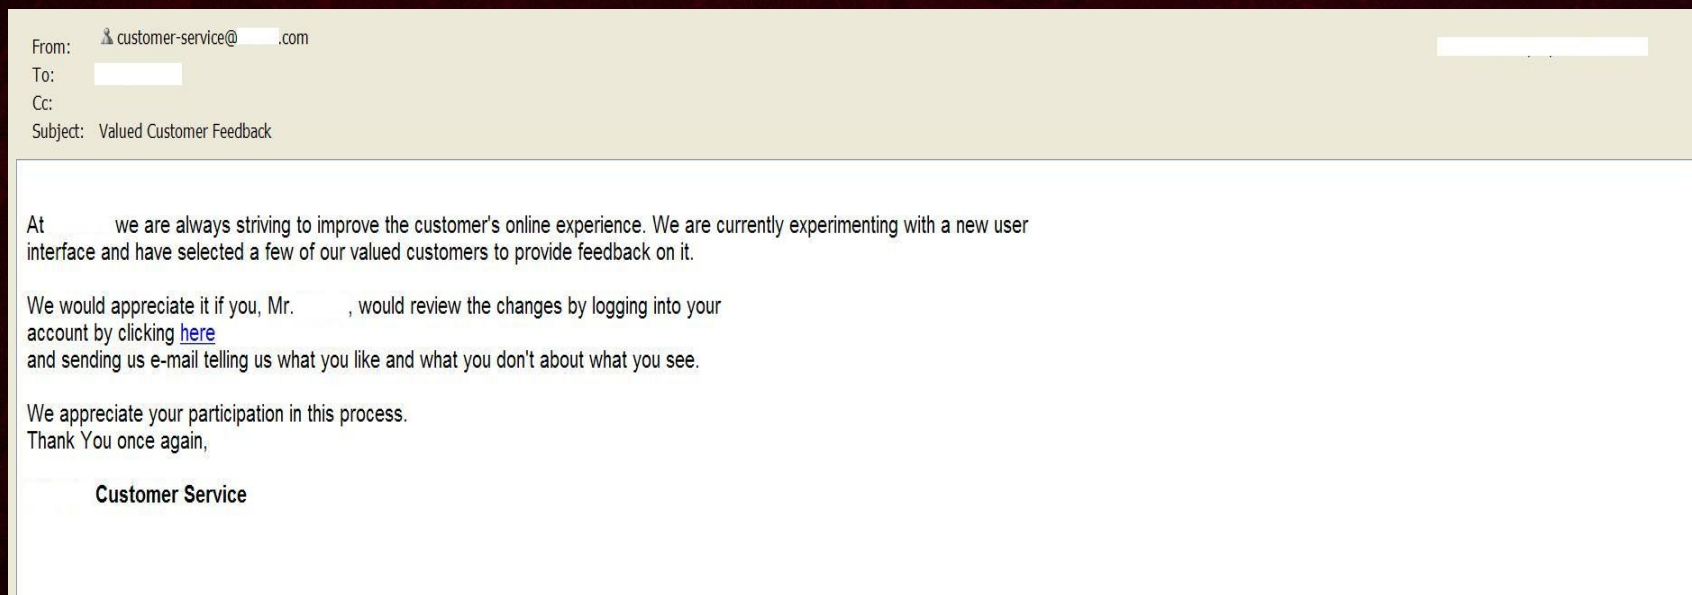 From: customer-service@ .com
To:
Cc:
Subject: Valued Customer Feedback
At we are always striving to improve the customer's online experience. We are currently experimenting with a new user
interface and have selected a few of our valued customers to provide feedback on it.
We would appreciate it if you, Mr. , would review the changes by logging into your
account by clicking here
and sending us e-mail telling us what you like and what you don't about what you see.
We appreciate your participation in this process.
Thank You once again,
Customer Service